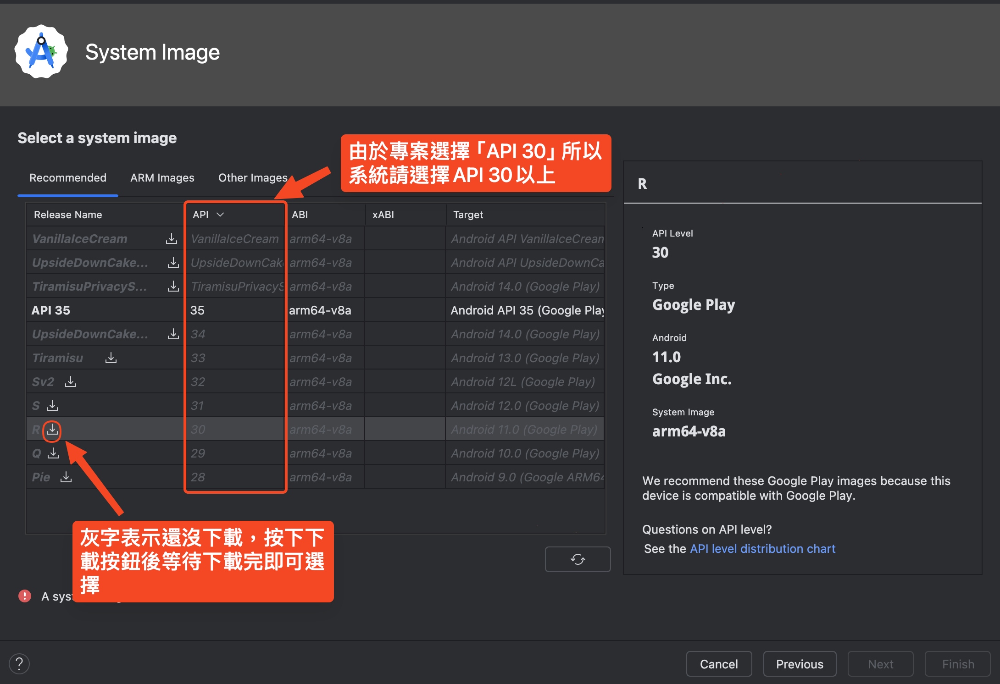 System Image
Select a system image
由於專案選擇「API 30」所以
系統請選擇 API 30 以上
Recommended ARM Images Other Images
Release Name API ABI xABI Target
VanillaIceCream VanillaIceCream arm64-v8a Android API VanillaIceCream
UpsideDownCake... UpsideDownCak arm64-v8a Android API UpsideDownCa
TiramisuPrivacyS... TiramisuPrivacyS arm64-v8a Android 14.0 (Google Play)
API 35 35 arm64-v8a Android API 35 (Google Play
UpsideDownCake... 34 arm64-v8a Android 14.0 (Google Play)
Tiramisu 33 arm64-v8a Android 13.0 (Google Play)
Sv2 32 arm64-v8a Android 12L (Google Play)
S 31 arm64-v8a Android 12.0 (Google Play)
R 30 arm64-v8a Android 11.0 (Google Play)
Q 29 arm64-v8a Android 10.0 (Google Play)
Pie 28 arm64-v8a Android 9.0 (Google ARM64
灰字表示還沒下載，按下下
載按鈕後等待下載完即可選
擇
A syst
R
API Level
30
Type
Google Play
Android
11.0
Google Inc.
System Image
arm64-v8a
We recommend these Google Play images because this
device is compatible with Google Play.
Questions on API level?
See the API level distribution chart
?
Cancel Previous Next Finish